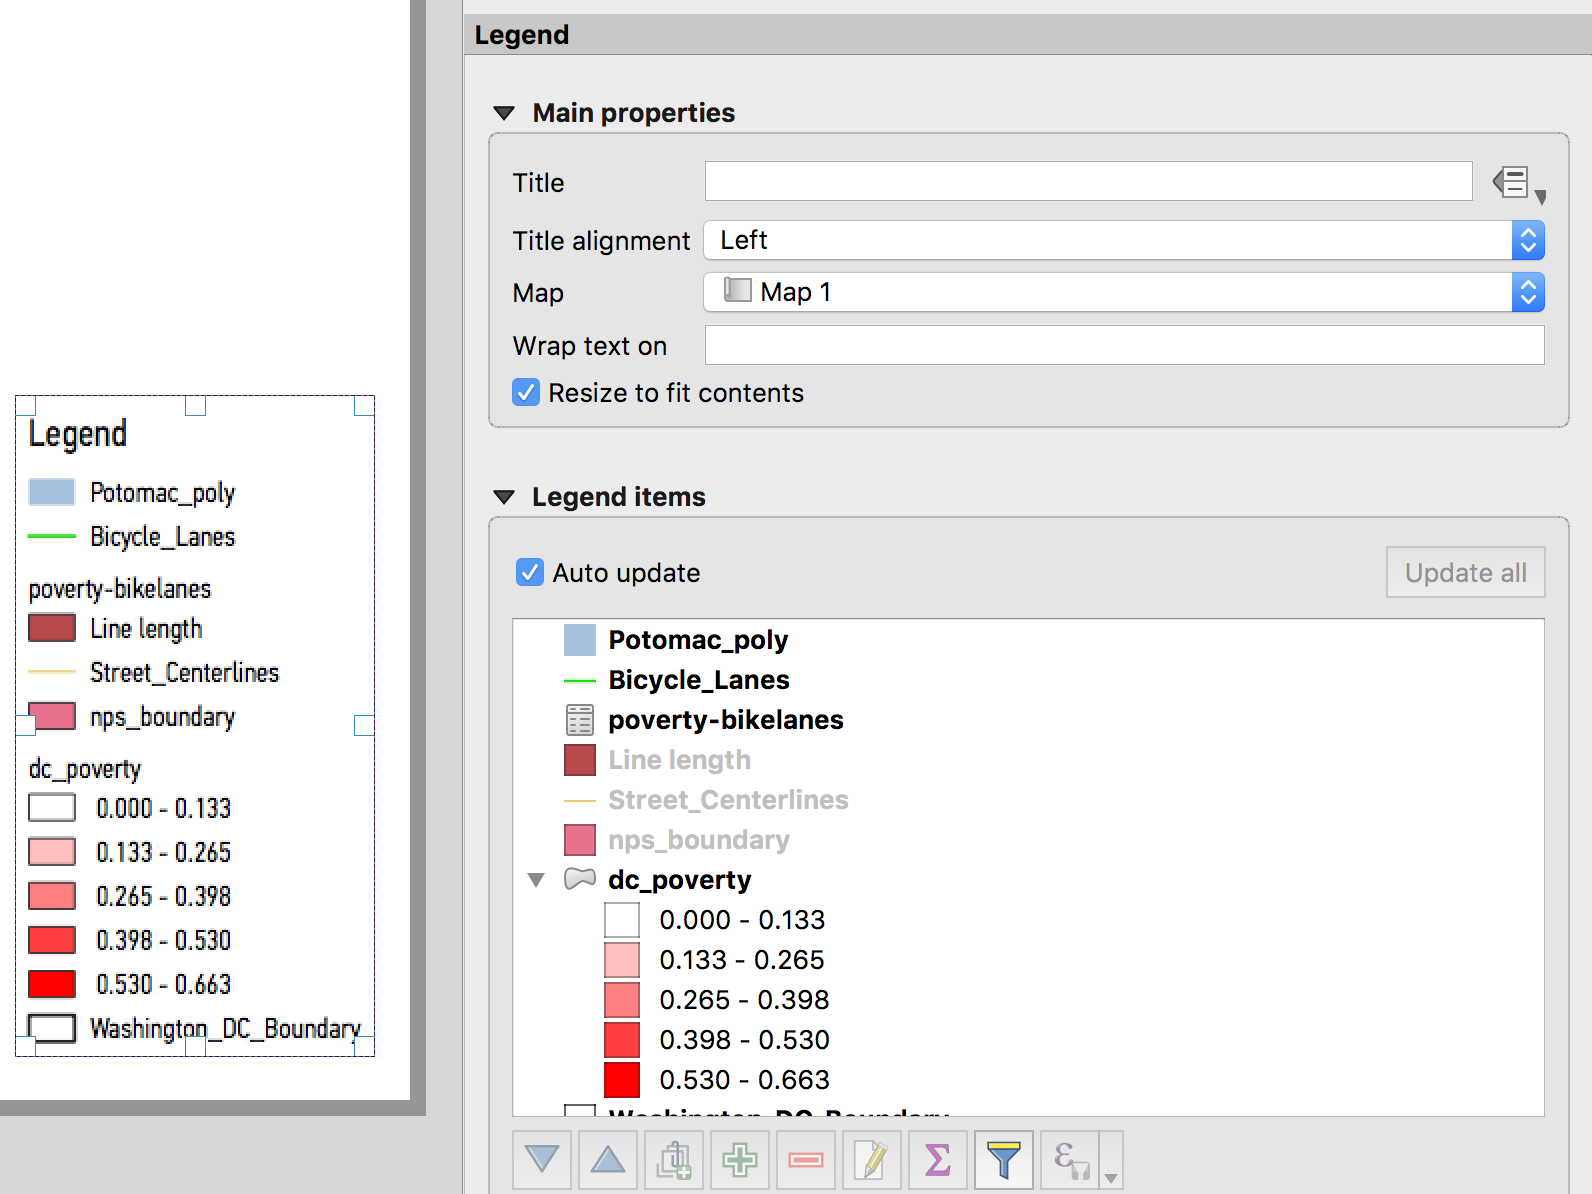 Legend
Potomac_poly
Bicycle_Lanes
poverty-bikelanes
Line length
Street_Centerlines
nps_boundary
dc_poverty
0.000 - 0.133
0.133 - 0.265
0.265 - 0.398
0.398 - 0.530
0.530 - 0.663
Washington_DC_Boundary
Legend
Main properties
Title
Title alignment Left
Map Map 1
Wrap text on
Resize to fit contents
Legend items
Auto update Update all
Potomac_poly
Bicycle_Lanes
poverty-bikelanes
Line length
Street_Centerlines
nps_boundary
dc_poverty
0.000 - 0.133
0.133 - 0.265
0.265 - 0.398
0.398 - 0.530
0.530 - 0.663
Washington_DC_Boundary
Σ
ε